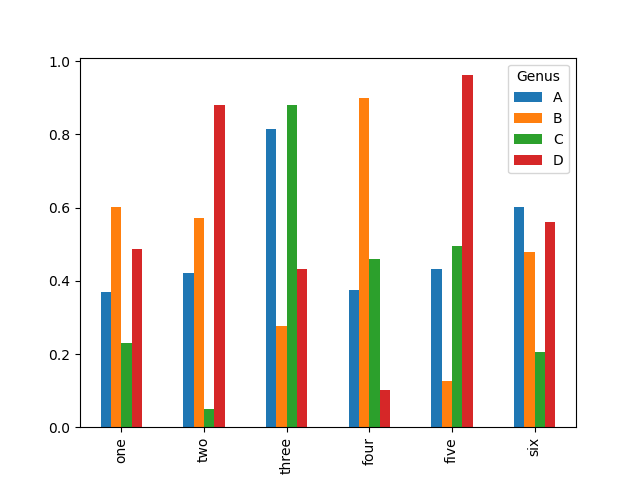 1.0
0.8
0.6
0.4
0.2
0.0
Genus
A
B
C
D
one
two
three
four
five
six